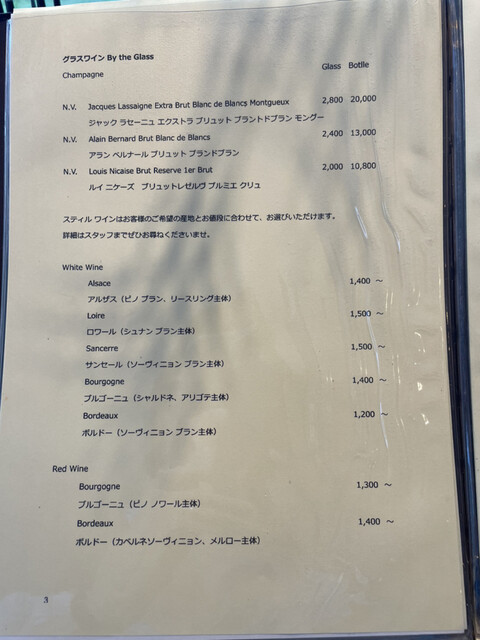 グラスワイン By the Glass
Glass Botlle
Champagne
N.V. Jacques Lassaigne Extra Brut Blanc de Blancs Montgueux 2,800 20,000
ジャック ラセーニュ エクストラ ブリュット ブラントドブラン モングー
N.V. Alain Bernard Brut Blanc de Blancs 2,400 13,000
アラン ベルナール ブリュット ブランドブラン
N.V. Louis Nicaise Brut Reserve 1er Brut 2,000 10,800
ルイ ニケーズ ブリュットレゼルヴ プルミエ クリュ
スティル ワインはお客様のご希望の産地とお値段に合わせて、お選びいただけます。
詳細はスタッフまでぜひお尋ねくださいませ。
White Wine
Alsace 1,400 ～
アルザス（ピノ ブラン、リースリング主体）
Loire 1,500 ～
ロワール（シュナン ブラン主体）
Sancerre 1,500 ～
サンセール（ソーヴィニョン ブラン主体）
Bourgogne 1,400 ～
ブルゴーニュ（シャルドネ、アリゴテ主体）
Bordeaux 1,200 ～
ボルドー（ソーヴィニョン ブラン主体）
Red Wine
Bourgogne 1,300 ～
ブルゴーニュ（ピノ ノワール主体）
Bordeaux 1,400 ～
ボルドー（カベルネソーヴィニョン、メルロー主体）
3